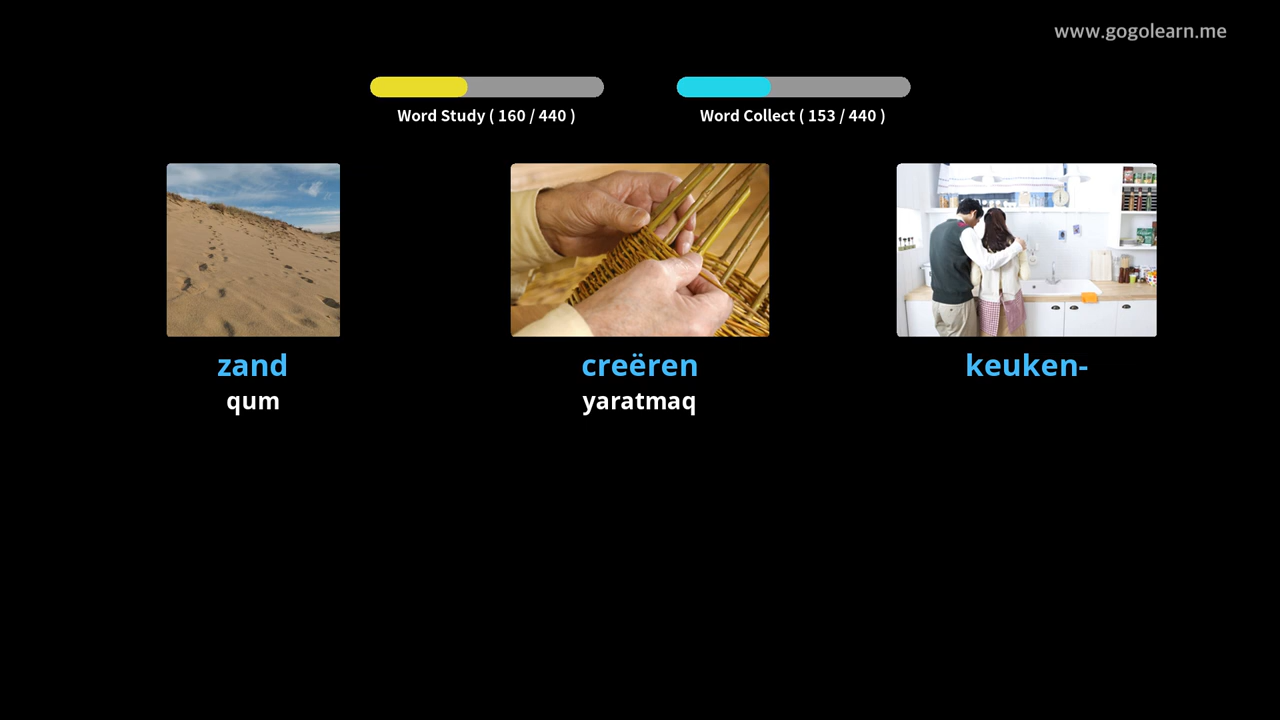 www.gogolearn.me
Word Study ( 160 / 440 )
Word Collect ( 153 / 440 )
zand
qum
creëren
yaratmaq
keuken-